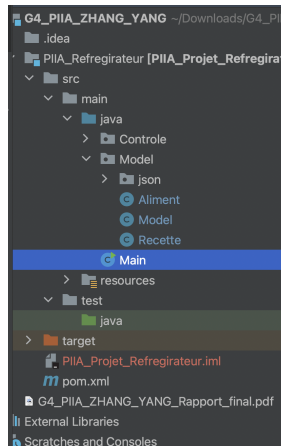 G4_PIIA_ZHANG_YANG ~/Downloads/G4_PI
.idea
PIIA_Refregirateur [PIIA_Projet_Refregira
src
main
java
Controle
Model
json
Aliment
Model
Recette
Main
resources
test
java
target
PIIA_Projet_Refregirateur.iml
pom.xml
G4_PIIA_ZHANG_YANG_Rapport_final.pdf
External Libraries
Scratches and Consoles